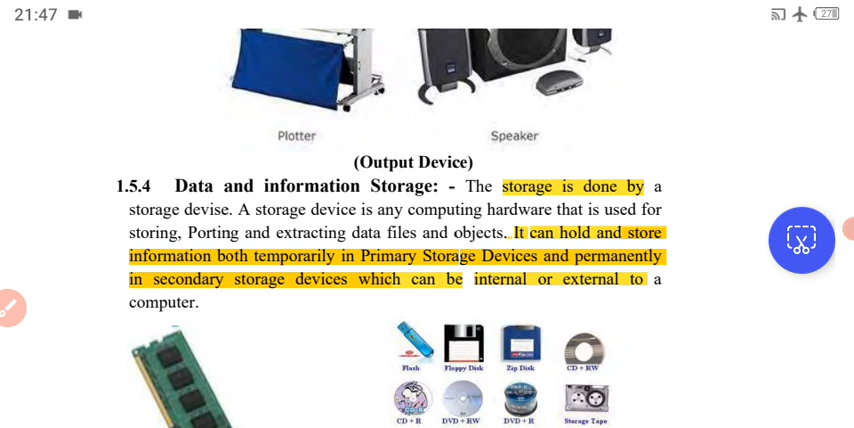 21:47
27
Plotter
Speaker
(Output Device)
1.5.4 Data and information Storage: - The storage is done by a
storage devise. A storage device is any computing hardware that is used for
storing, Porting and extracting data files and objects. It can hold and store
information both temporarily in Primary Storage Devices and permanently
in secondary storage devices which can be internal or external to a
computer.
Flash
Floppy Disk
Zip Disk
CD + RW
CD + R
DVD + RW
DVD + R
Storage Tape